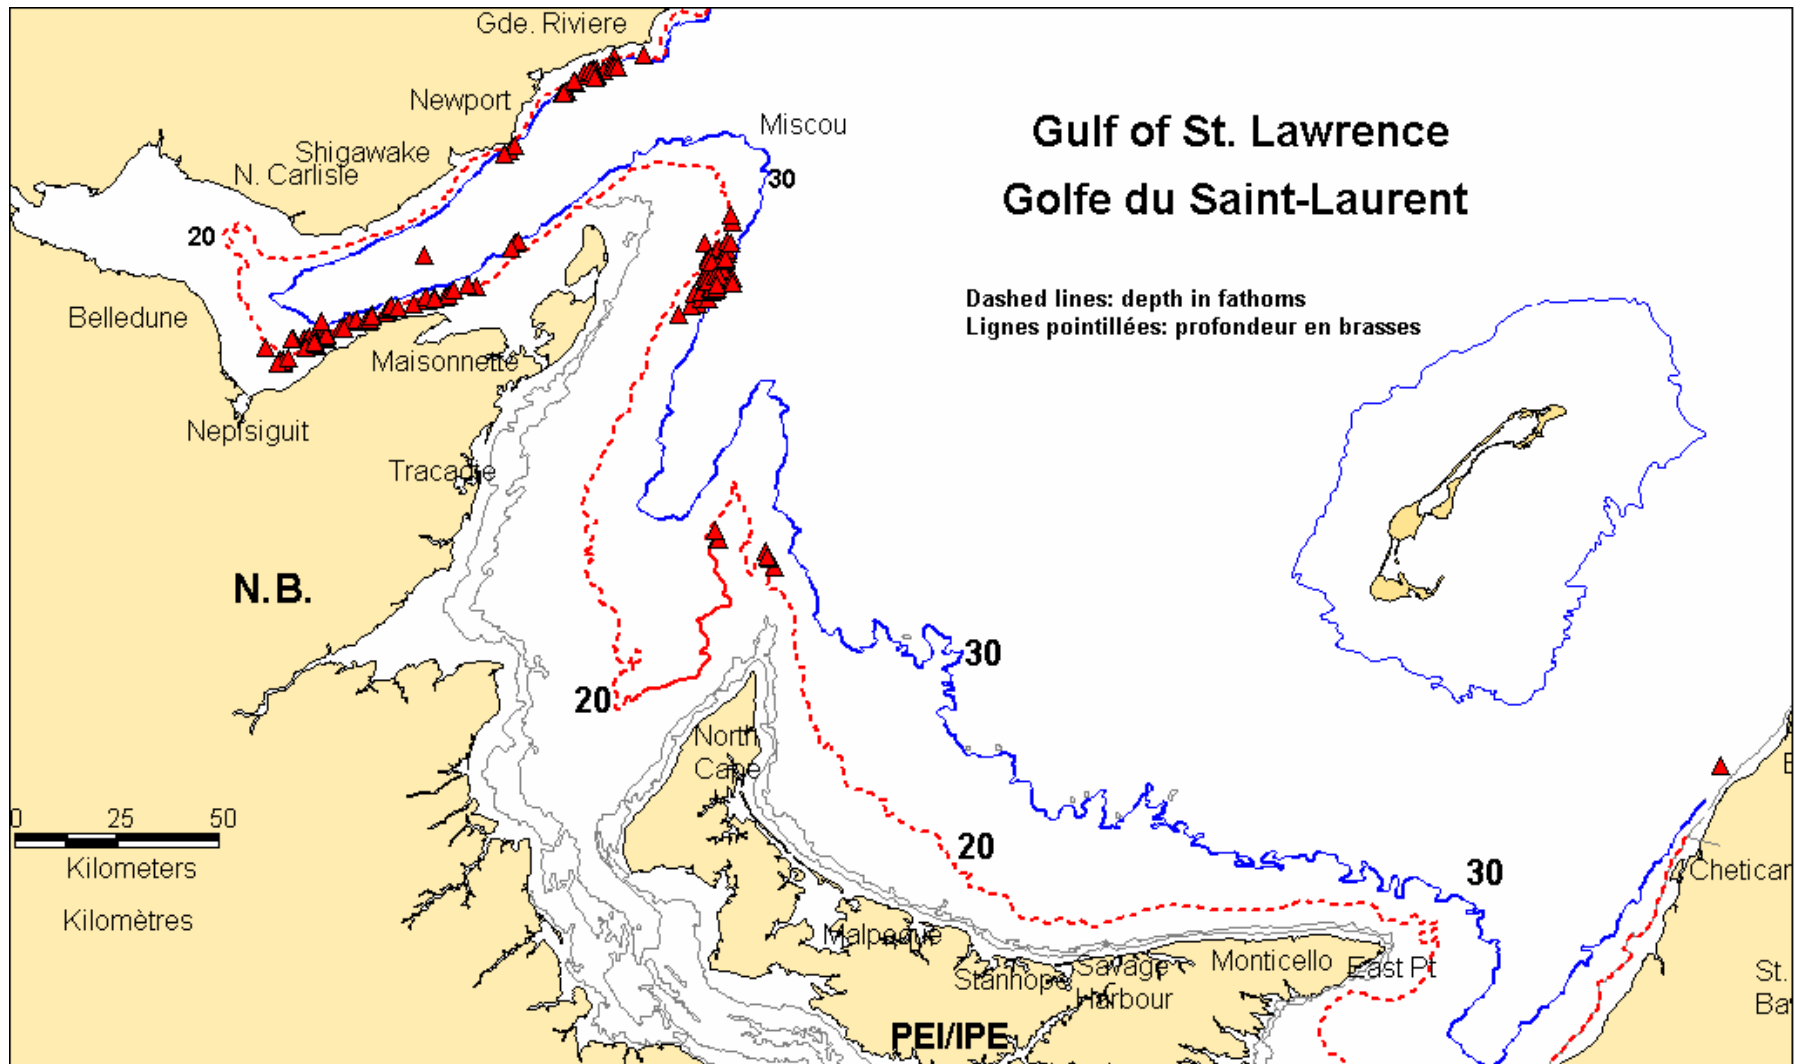 Gde. Riviere
Newport
Miscou
Gulf of St. Lawrence
Shigawake
N. Carlisle
30
Golfe du Saint-Laurent
20
Dashed lines: depth in fathoms
Lignes pointillées: profondeur en brasses
Belledune
Maisonnette
Nepisiguit
Tracadie
N.B.
30
20
North
Cape
0 25 50
Kilometers
Kilomètres
20
30
Chetican
Malpeque
Stanhope
Savage
Harbour
Monticello
East Pt
St.
Ba
PEI/IPE